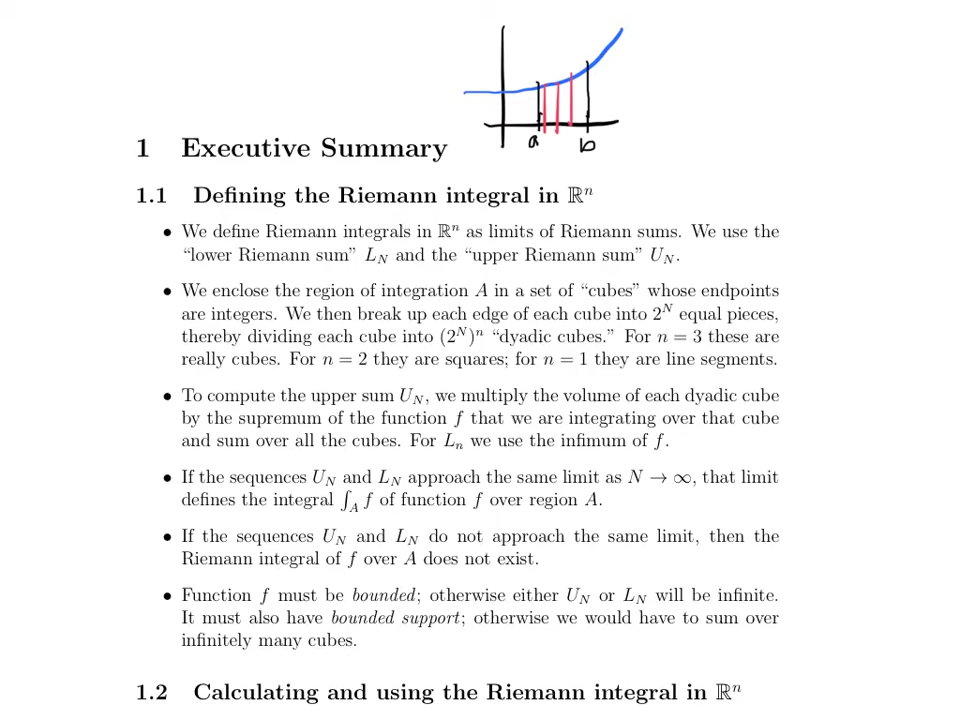 a b
1 Executive Summary
1.1 Defining the Riemann integral in ℝⁿ
• We define Riemann integrals in ℝⁿ as limits of Riemann sums. We use the
“lower Riemann sum” L_N and the “upper Riemann sum” U_N.
• We enclose the region of integration A in a set of “cubes” whose endpoints
are integers. We then break up each edge of each cube into 2^N equal pieces,
thereby dividing each cube into (2^N)^n “dyadic cubes.” For n = 3 these are
really cubes. For n = 2 they are squares; for n = 1 they are line segments.
• To compute the upper sum U_N, we multiply the volume of each dyadic cube
by the supremum of the function f that we are integrating over that cube
and sum over all the cubes. For L_n we use the infimum of f.
• If the sequences U_N and L_N approach the same limit as N → ∞, that limit
defines the integral ∫_A f of function f over region A.
• If the sequences U_N and L_N do not approach the same limit, then the
Riemann integral of f over A does not exist.
• Function f must be bounded; otherwise either U_N or L_N will be infinite.
It must also have bounded support; otherwise we would have to sum over
infinitely many cubes.
1.2 Calculating and using the Riemann integral in ℝⁿ